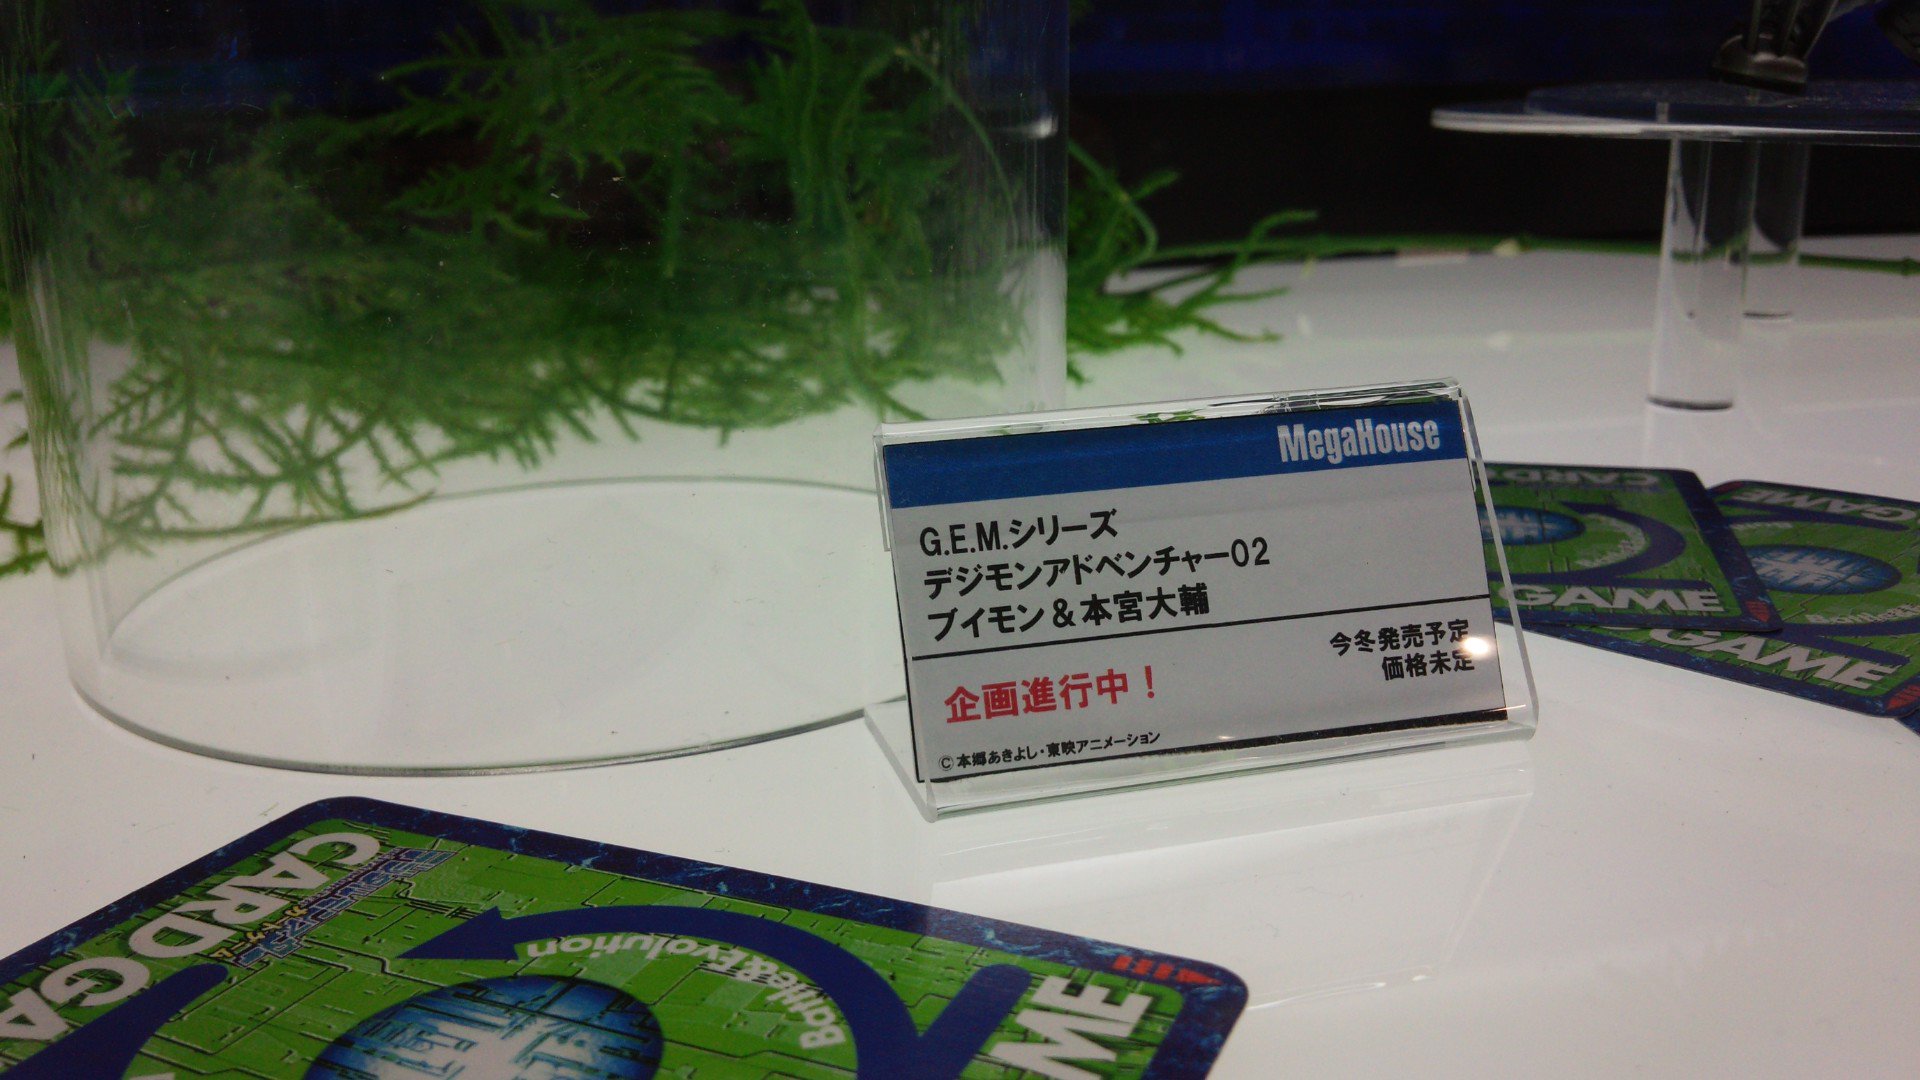 MegaHouse
G.E.M.シリーズ
デジモンアドベンチャー02
ブイモン&本宮大輔
今冬発売予定
価格未定
企画進行中!
©本郷あきよし・東映アニメーション
CARD
GAME
GAME
GAME
CARD GA
ME
Battle&Evolution